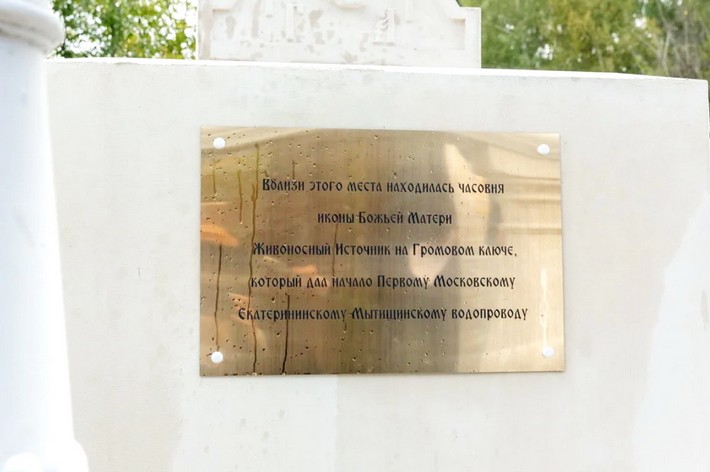 Вблизи этого места находилась часовня
иконы Божьей Матери
Живоносный Источник на Громовом ключе,
который дал начало Первому Московскому
Екатерининскому Мытищинскому водопроводу